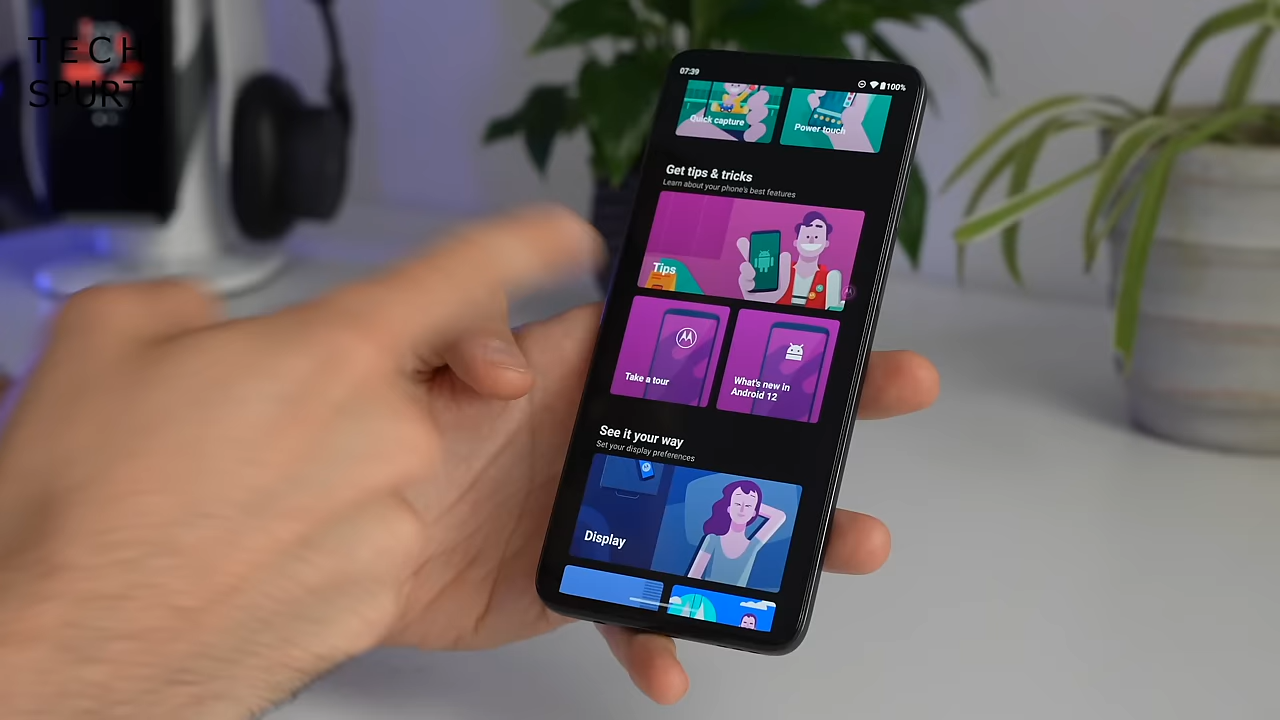 TECH
SPURT
07:39
100%
Quick capture
Power touch
Get tips & tricks
Learn about your phone's best features
Tips
Take a tour
What's new in
Android 12
See it your way
Set your display preferences
Display